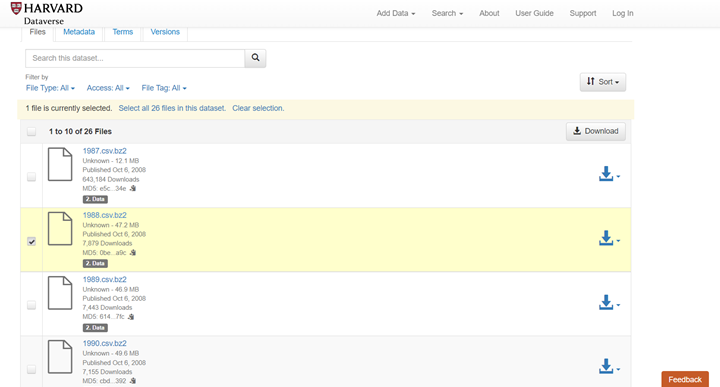 HARVARD
Dataverse
Add Data Search About User Guide Support Log In
Files Metadata Terms Versions
Search this dataset...
Filter by
File Type: All Access: All File Tag: All
Sort
1 file is currently selected. Select all 26 files in this dataset. Clear selection.
1 to 10 of 26 Files
Download
1987.csv.bz2
Unknown - 12.1 MB
Published Oct 6, 2008
643,184 Downloads
MD5: e5c...34e
2. Data
1988.csv.bz2
Unknown - 47.2 MB
Published Oct 6, 2008
7,879 Downloads
MD5: 0be...a9c
2. Data
1989.csv.bz2
Unknown - 46.9 MB
Published Oct 6, 2008
7,443 Downloads
MD5: 614...7fc
2. Data
1990.csv.bz2
Unknown - 49.6 MB
Published Oct 6, 2008
7,155 Downloads
MD5: cbd...392
Feedback